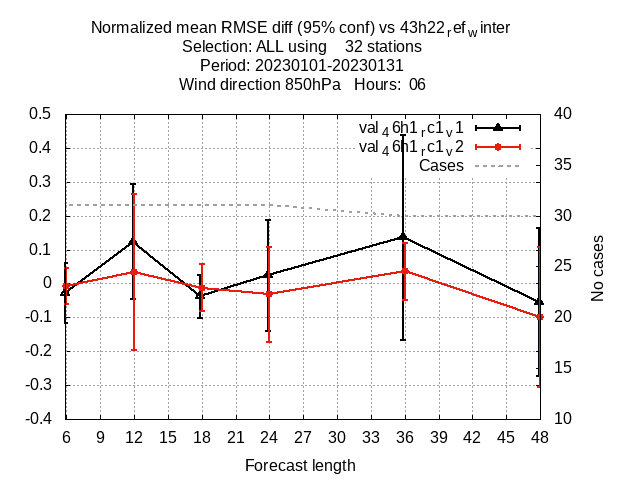 Normalized mean RMSE diff (95% conf) vs 43h22refwinter
Selection: ALL using 32 stations
Period: 20230101-20230131
Wind direction 850hPa Hours: 06
val46h1rc1v1
val46h1rc1v2
Cases
0.5
0.4
0.3
0.2
0.1
0
-0.1
-0.2
-0.3
-0.4
40
35
30
25
20
15
10
No cases
6 9 12 15 18 21 24 27 30 33 36 39 42 45 48
Forecast length